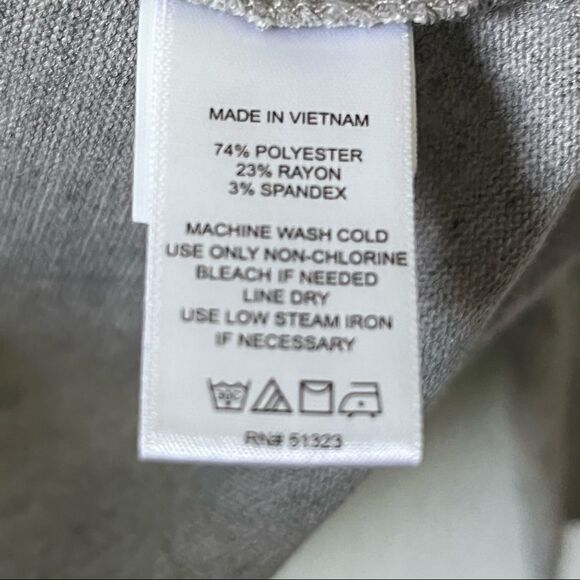 MADE IN VIETNAM
74% POLYESTER
23% RAYON
3% SPANDEX
MACHINE WASH COLD
USE ONLY NON-CHLORINE
BLEACH IF NEEDED
LINE DRY
USE LOW STEAM IRON
IF NECESSARY
RN# 51323